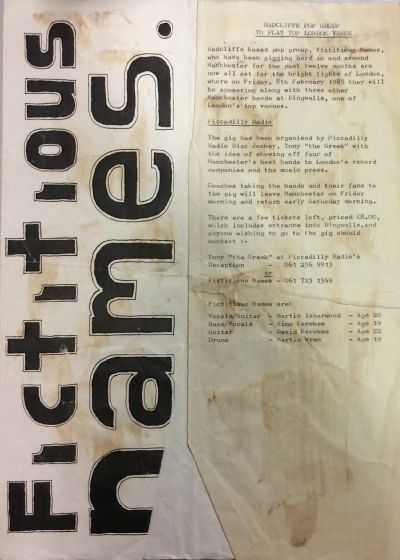 Fictitious
names.
RADCLIFFE POP GROUP
TO PLAY TOP LONDON VENUE
Radcliffe based pop group, Fictitious Names,
who have been gigging hard in and around
Manchester for the past twelve months are
now all set for the bright lights of London,
where on Friday, 8th February 1985 they will
be appearing along with three other
Manchester bands at Dingwalls, one of
London's top venues.
Piccadilly Radio
The gig has been organised by Piccadilly
Radio Disc Jockey, Tony "the Greek" with
the idea of showing off four of
Manchester's best bands to London's record
companies and the music press.
Coaches taking the bands and their fans to
the gig will leave Manchester on Friday
morning and return early Saturday morning.
There are a few tickets left, priced £8.00,
which includes entrance into Dingwalls, and
anyone wishing to go to the gig should
contact :-
Tony "the Greek" at Piccadilly Radio's
Reception - 061 236 9913
or
Fictitious Names - 061 723 1349
Fictitious Names are:
Vocals/Guitar - Martin Isherwood - Age 20
Bass/Vocals - Gino Kerekes - Age 19
Guitar - David Kerekes - Age 22
Drums - Martin Wren - Age 19